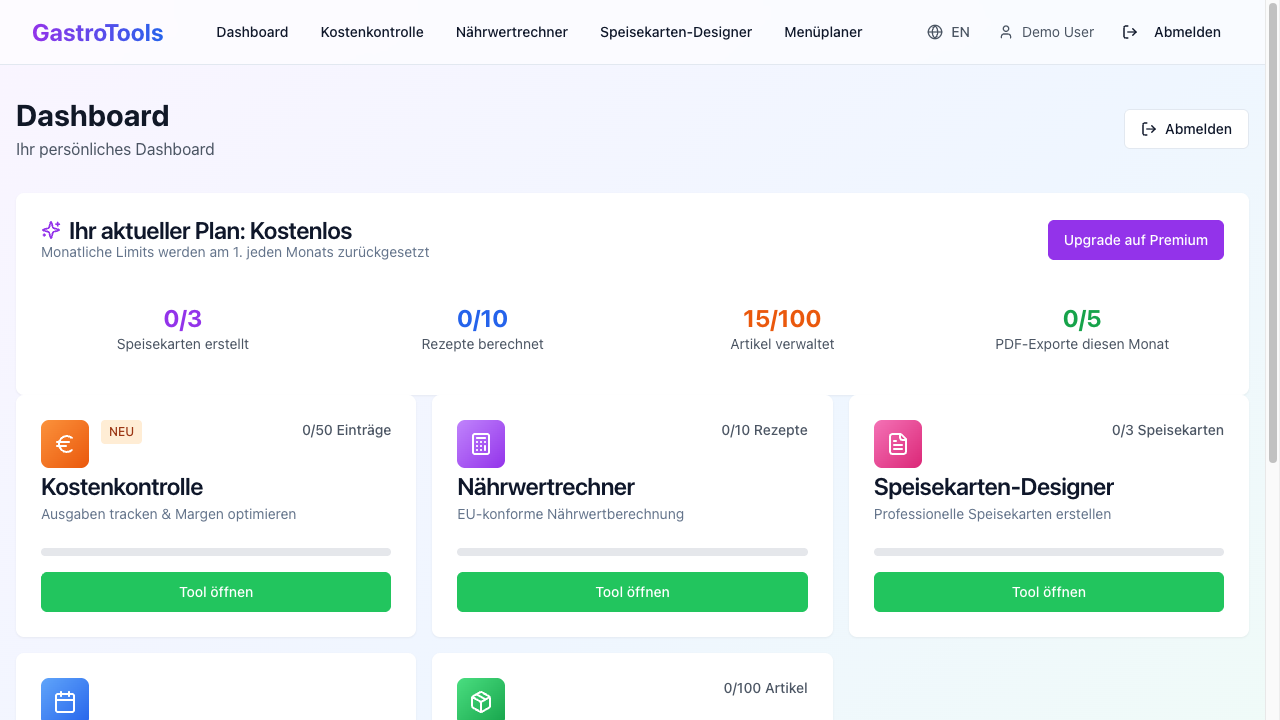 GastroTools
Dashboard
Kostenkontrolle
Nährwertrechner
Speisekarten-Designer
Menüplaner
EN
Demo User
Abmelden
Dashboard
Ihr persönliches Dashboard
Abmelden
Ihr aktueller Plan: Kostenlos
Monatliche Limits werden am 1. jeden Monats zurückgesetzt
Upgrade auf Premium
0/3
Speisekarten erstellt
0/10
Rezepte berechnet
15/100
Artikel verwaltet
0/5
PDF-Exporte diesen Monat
NEU
0/50 Einträge
Kostenkontrolle
Ausgaben tracken & Margen optimieren
Tool öffnen
0/10 Rezepte
Nährwertrechner
EU-konforme Nährwertberechnung
Tool öffnen
0/3 Speisekarten
Speisekarten-Designer
Professionelle Speisekarten erstellen
Tool öffnen
0/100 Artikel